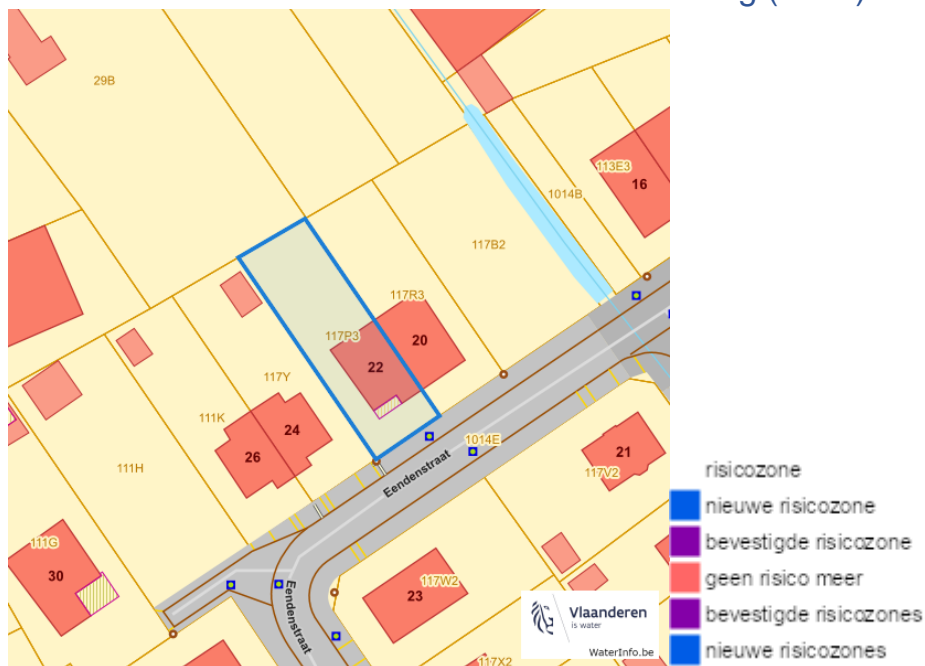 29B
113E3
16
1014B
117B2
117R3
117P3
20
22
117Y
24
111K
26
111H
1014E
Eendenstraat
21
117V2
111G
30
Eendenstraat
117W2
23
117X2
Vlaanderen
is water
WaterInfo.be
risicozone
nieuwe risicozone
bevestigde risicozone
geen risico meer
bevestigde risicozones
nieuwe risicozones